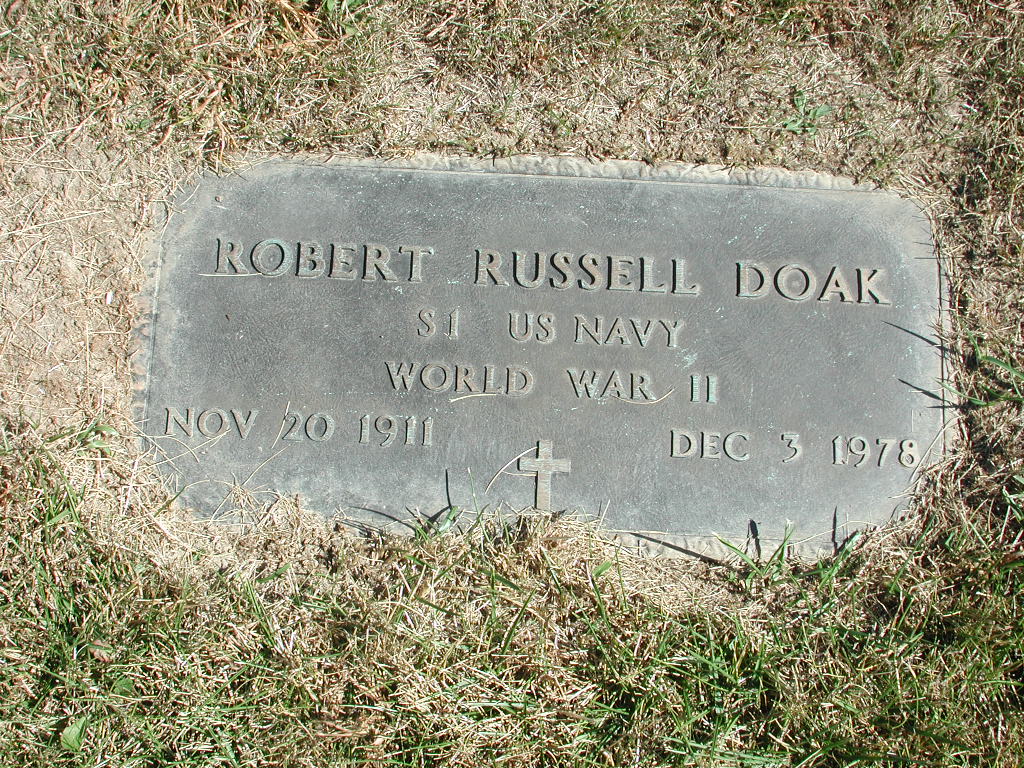 ROBERT RUSSELL DOAK
S1 US NAVY
WORLD WAR II
NOV 20 1911 DEC 3 1978